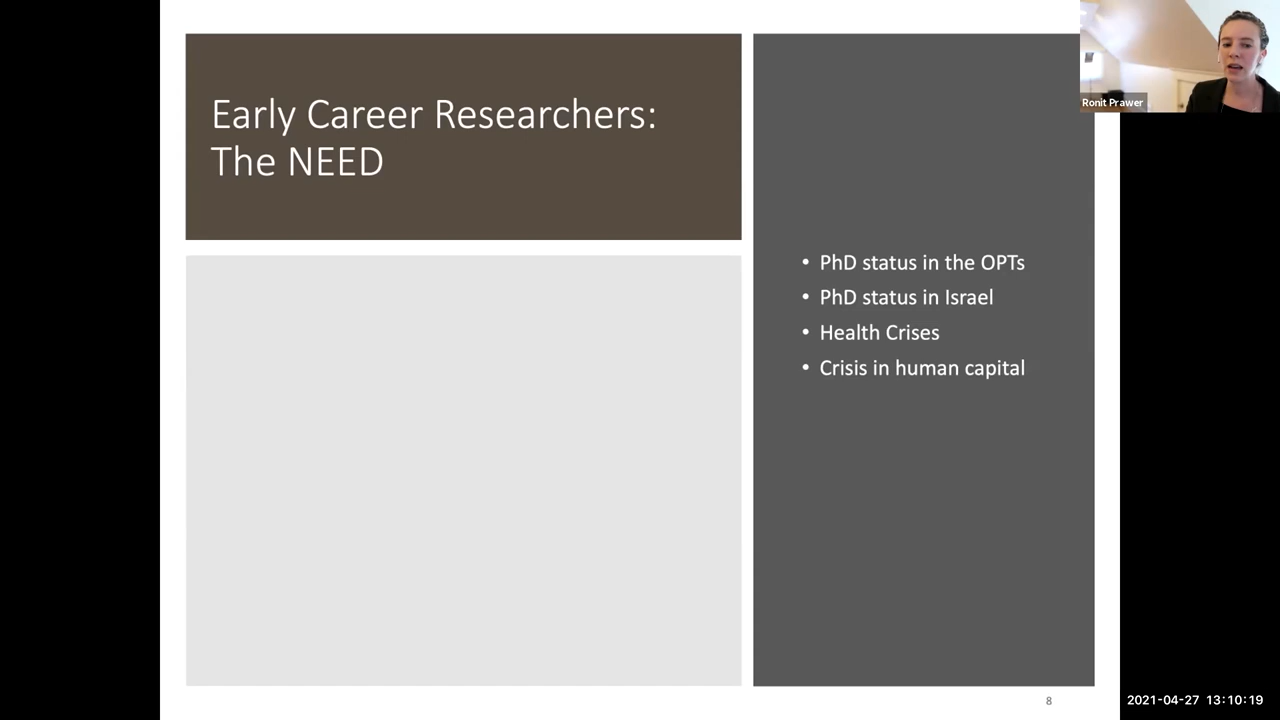 Early Career Researchers:
The NEED
• PhD status in the OPTs
• PhD status in Israel
• Health Crises
• Crisis in human capital
8
Ronit Prawer
2021-04-27 13:10:19